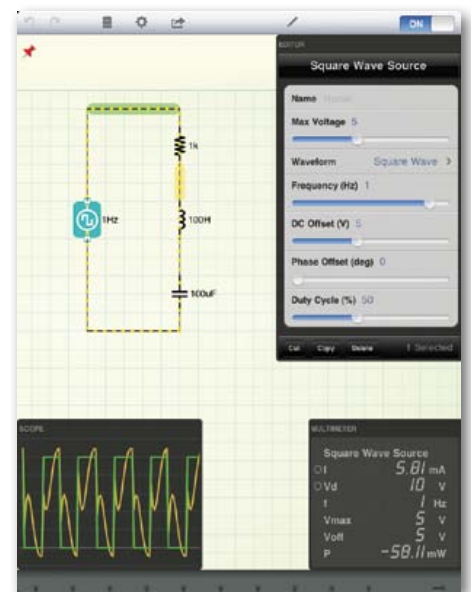 ON
EDITOR
Square Wave Source
Name
Max Voltage 5
Waveform Square Wave >
Frequency (Hz) 1
DC Offset (V) 5
Phase Offset (deg) 0
Duty Cycle (%) 50
Cut Copy Delete 1 Selected
1k
1Hz
100H
100uF
SCOPE
MULTIMETER
Square Wave Source
I 5.81 mA
Vd 10 V
f 1 Hz
Vmax 5 V
Voff 5 V
P -58.11 mW